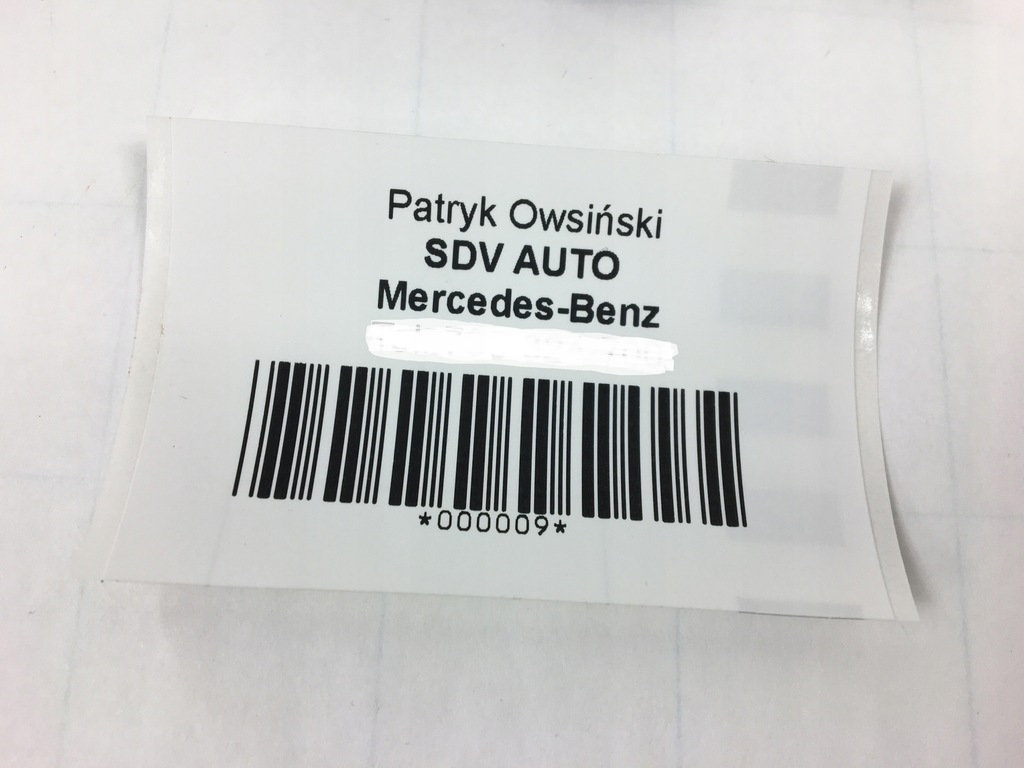 Patryk Owsiński
SDV AUTO
Mercedes-Benz
*000009*